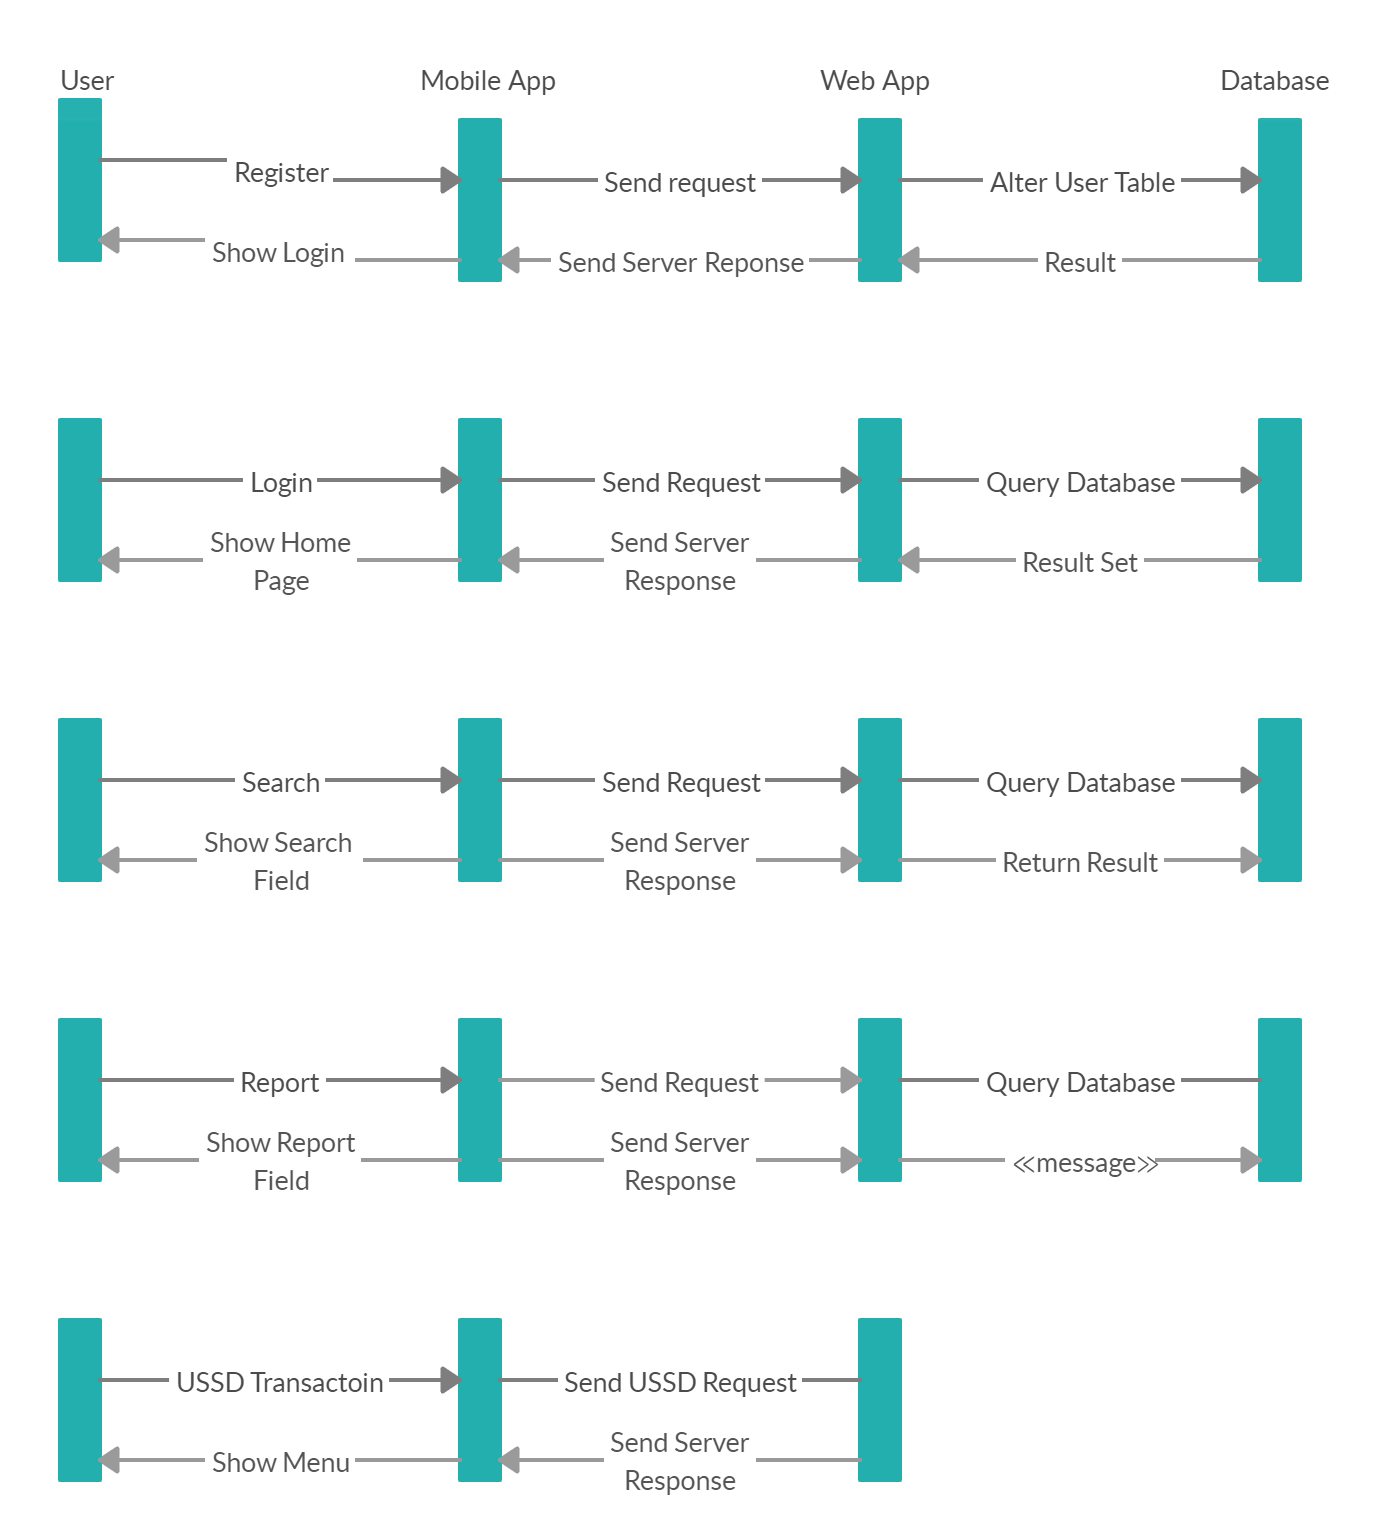 User
Mobile App
Web App
Database
Register
Send request
Alter User Table
Show Login
Send Server Reponse
Result
Login
Send Request
Query Database
Show Home
Page
Send Server
Response
Result Set
Search
Send Request
Query Database
Show Search
Field
Send Server
Response
Return Result
Report
Send Request
Query Database
Show Report
Field
Send Server
Response
<<message>>
USSD Transactoin
Send USSD Request
Show Menu
Send Server
Response